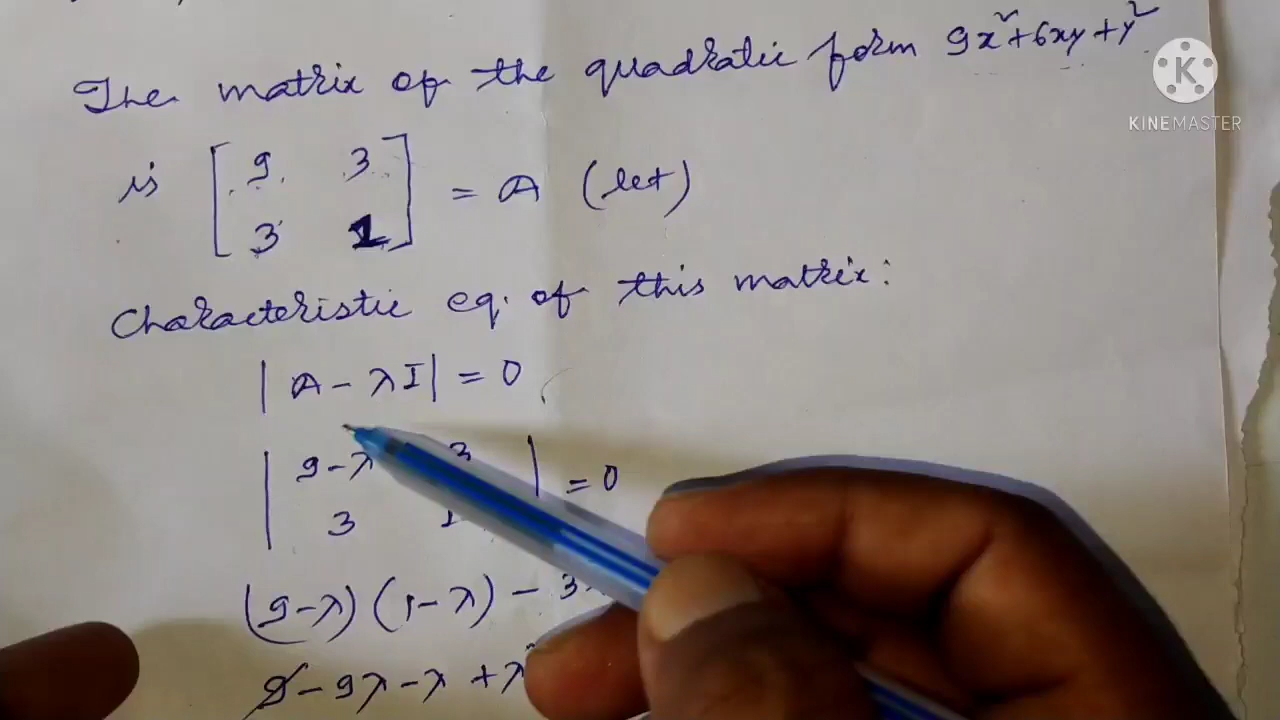 The matrix of the quadratic form 9x²+6xy+y²
K
KINEMASTER
is [ 9 3
3 1 ] = A (let)
Characteristic eq. of this matrix:
|A - λI| = 0
| 9-λ 3
3 1 | = 0
(9-λ)(1-λ) - 3
9 - 9λ - λ + λ²